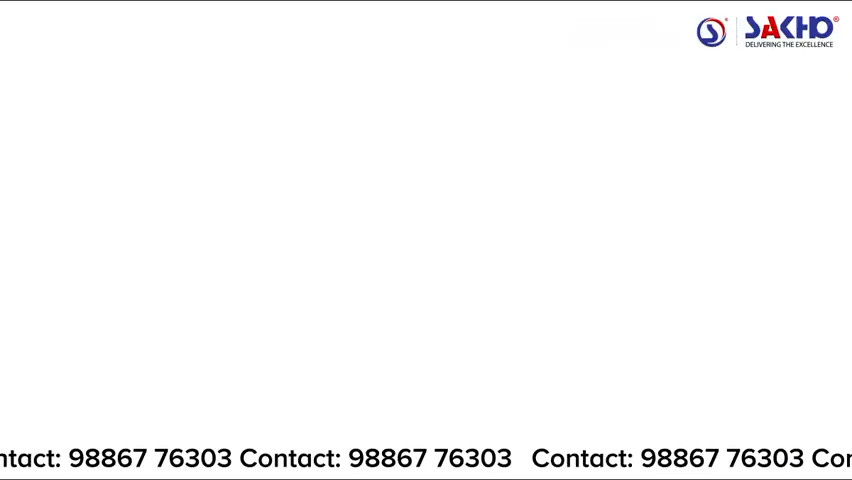 SAKHO®
DELIVERING THE EXCELLENCE
ntact: 98867 76303 Contact: 98867 76303 Contact: 98867 76303 Con